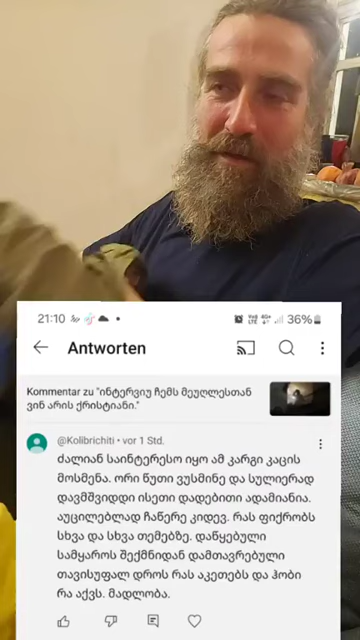 21:10
36%
Antworten
Kommentar zu "ინტერვიუ ჩემს მეუღლესთან
ვინ არის ქრისტიანი."
@Kolibrichiti • vor 1 Std.
ძალიან საინტერესო იყო ამ კარგი კაცის
მოსმენა. ორი წუთი ვუსმინე და სულიერად
დავმშვიდდი ისეთი დადებითი ადამიანია.
აუცილებლად ჩაწერე კიდევ. რას ფიქრობს
სხვა და სხვა თემებზე. დაწყებული
სამყაროს შექმნიდან დამთავრებული
თავისუფალ დროს რას აკეთებს და ჰობი
რა აქვს. მადლობა.